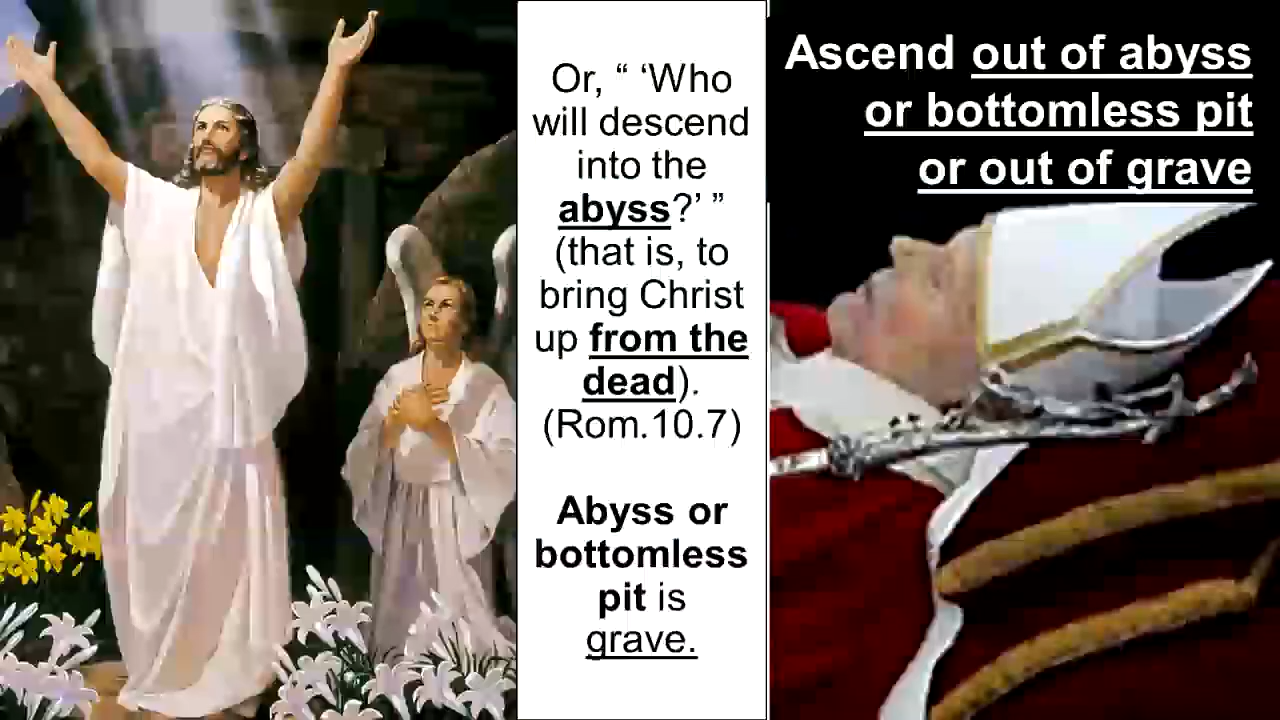 Or, “ ‘Who
will descend
into the
abyss?’ ”
(that is, to
bring Christ
up from the
dead).
(Rom.10.7)
Abyss or
bottomless
pit is
grave.
Ascend out of abyss
or bottomless pit
or out of grave